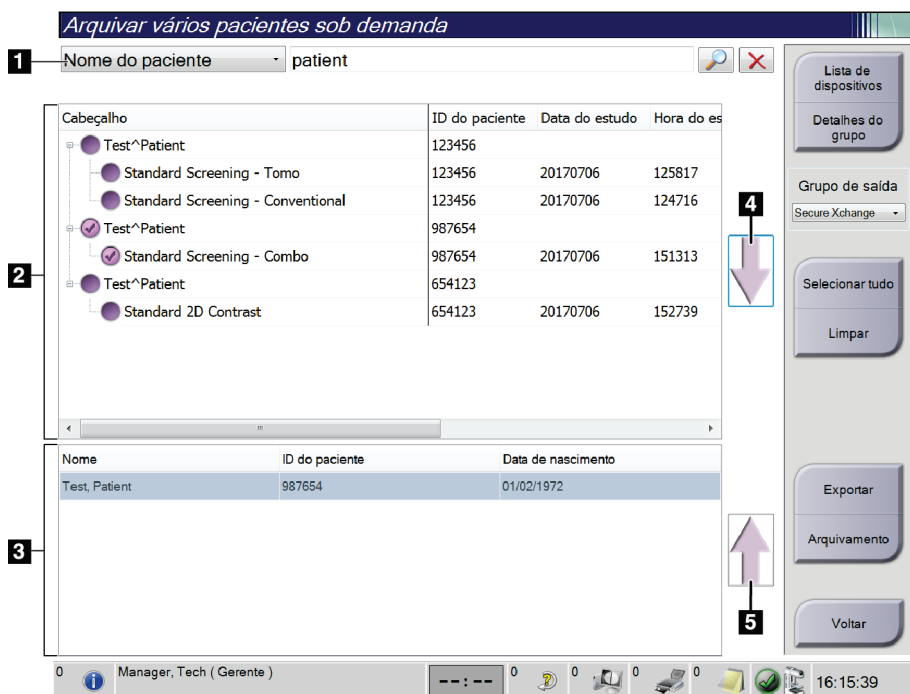 Arquivar vários pacientes sob demanda
1
Nome do paciente
patient
Cabeçalho ID do paciente Data do estudo Hora do es
Test^Patient 123456
Standard Screening - Tomo 123456 20170706 125817
Standard Screening - Conventional 123456 20170706 124716
Test^Patient 987654
Standard Screening - Combo 987654 20170706 151313
Test^Patient 654123
Standard 2D Contrast 654123 20170706 152739
2
4
Nome ID do paciente Data de nascimento
Test, Patient 987654 01/02/1972
3
5
Lista de
dispositivos
Detalhes do
grupo
Grupo de saída
Secure Xchange
Selecionar tudo
Limpar
Exportar
Arquivamento
Voltar
0 Manager, Tech ( Gerente ) --:-- 0 0 0 0 16:15:39